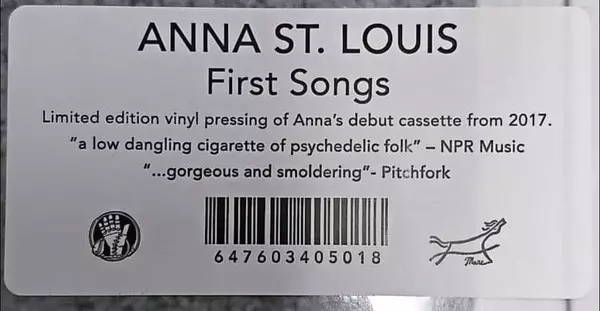 ANNA ST. LOUIS
First Songs
Limited edition vinyl pressing of Anna's debut cassette from 2017.
"a low dangling cigarette of psychedelic folk" – NPR Music
"...gorgeous and smoldering"- Pitchfork
647603405018
Mare